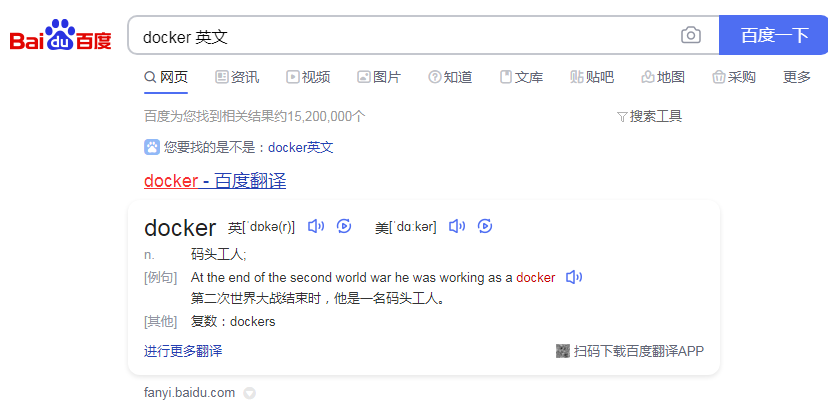 Bai du 百度 docker 英文 百度一下
网页 资讯 视频 图片 知道 文库 贴吧 地图 采购 更多
百度为您找到相关结果约15,200,000个 搜索工具
您要找的是不是：docker英文
docker - 百度翻译
docker 英[ˈdɒkə(r)] 美[ˈdɑːkər]
n. 码头工人;
[例句] At the end of the second world war he was working as a docker
第二次世界大战结束时，他是一名码头工人。
[其他] 复数：dockers
进行更多翻译 扫码下载百度翻译APP
fanyi.baidu.com